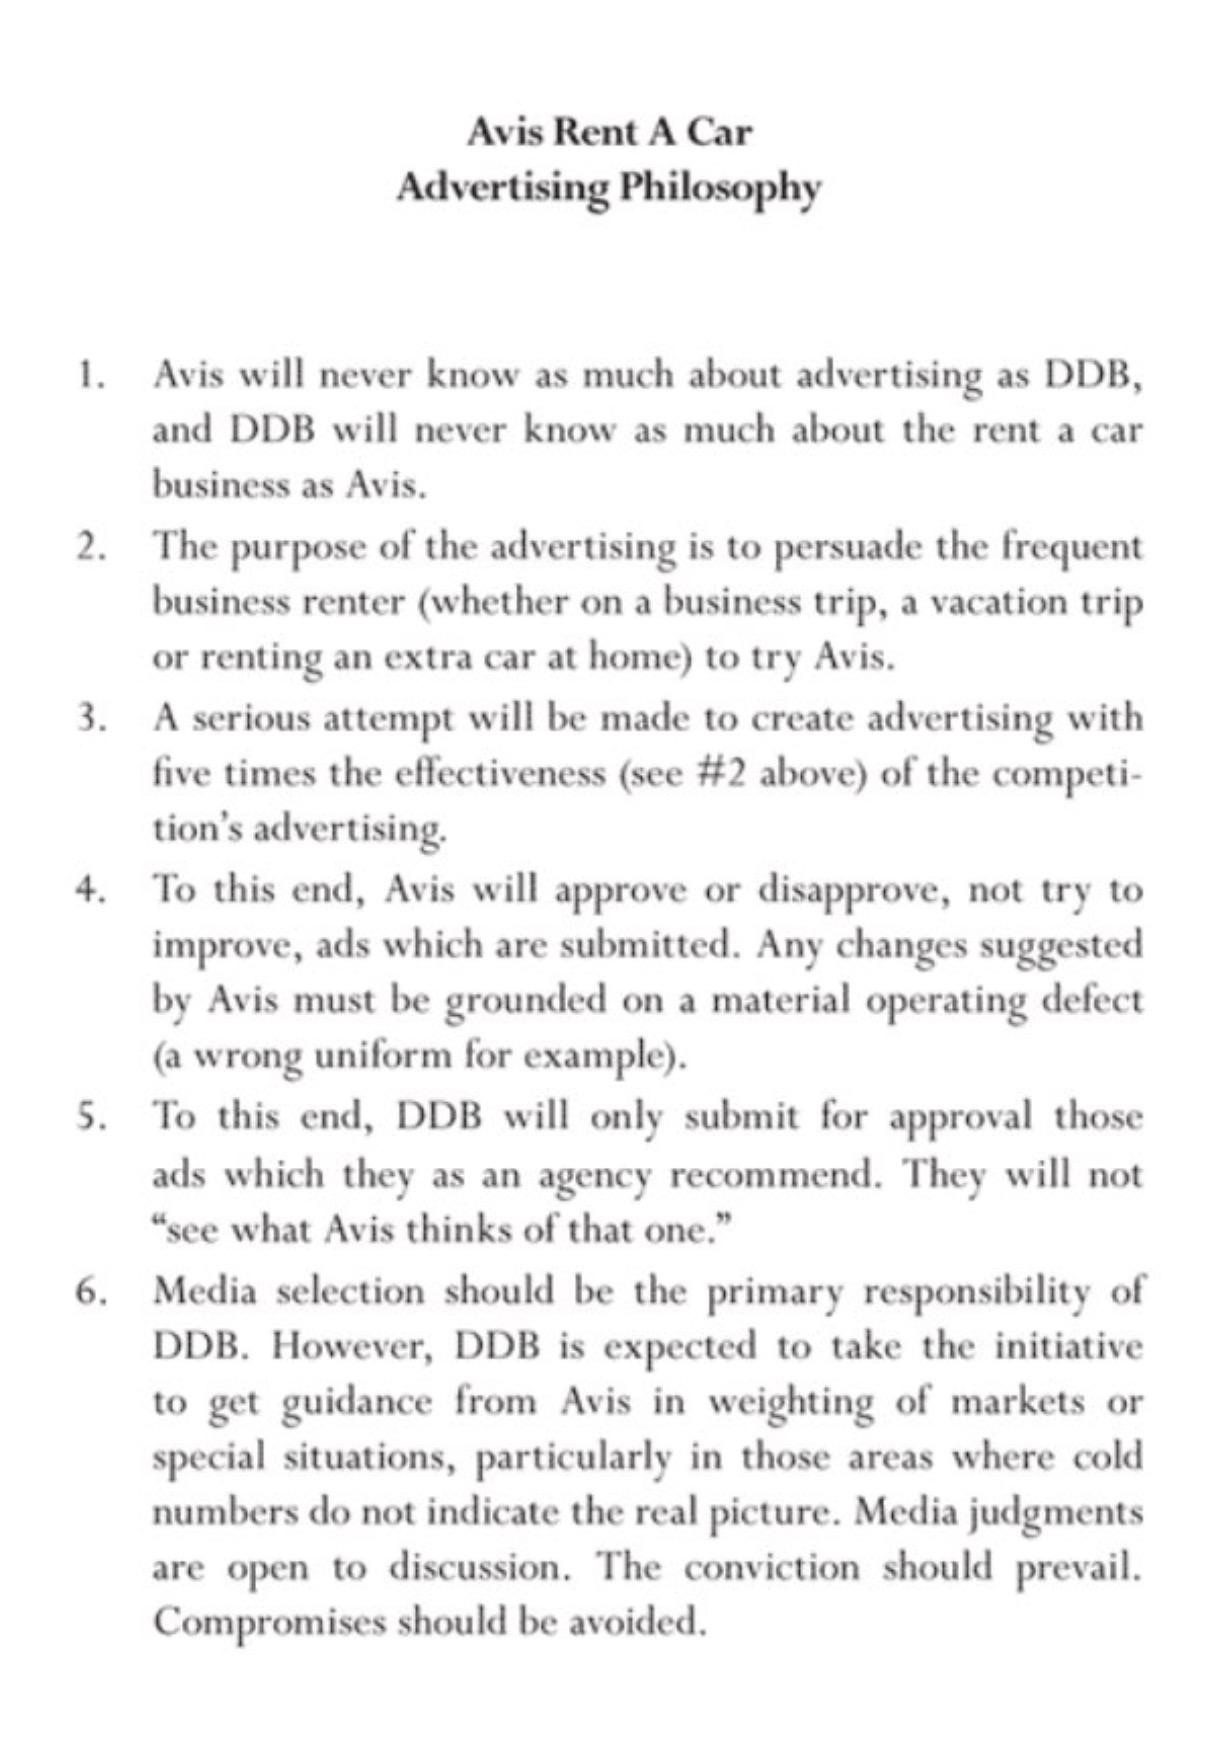 Avis Rent A Car
Advertising Philosophy
1. Avis will never know as much about advertising as DDB,
and DDB will never know as much about the rent a car
business as Avis.
2. The purpose of the advertising is to persuade the frequent
business renter (whether on a business trip, a vacation trip
or renting an extra car at home) to try Avis.
3. A serious attempt will be made to create advertising with
five times the effectiveness (see #2 above) of the competi-
tion’s advertising.
4. To this end, Avis will approve or disapprove, not try to
improve, ads which are submitted. Any changes suggested
by Avis must be grounded on a material operating defect
(a wrong uniform for example).
5. To this end, DDB will only submit for approval those
ads which they as an agency recommend. They will not
“see what Avis thinks of that one.”
6. Media selection should be the primary responsibility of
DDB. However, DDB is expected to take the initiative
to get guidance from Avis in weighting of markets or
special situations, particularly in those areas where cold
numbers do not indicate the real picture. Media judgments
are open to discussion. The conviction should prevail.
Compromises should be avoided.